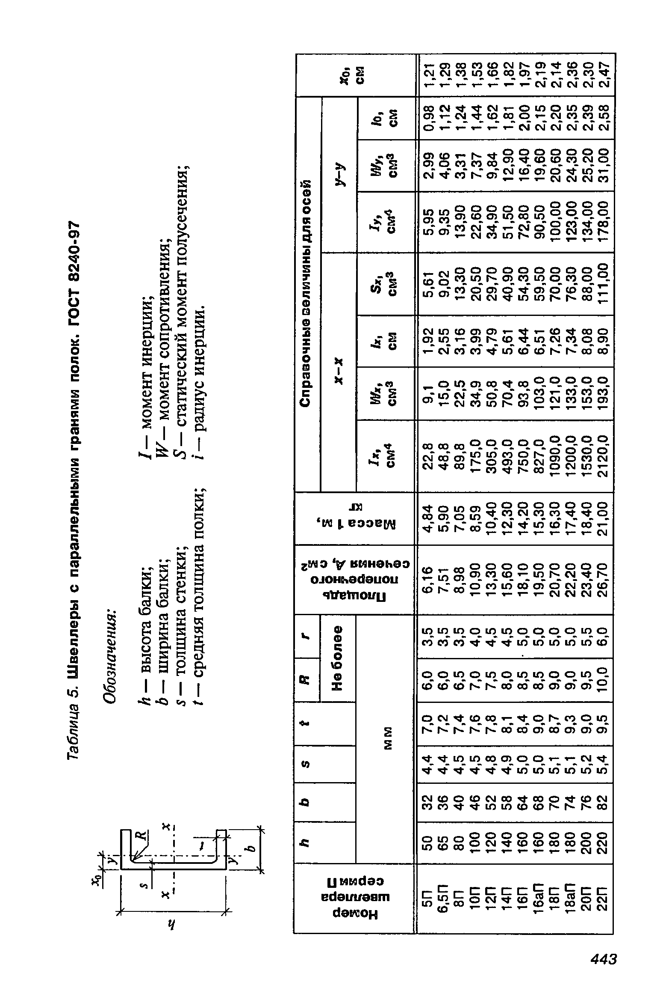 Таблица 5. Швеллеры с параллельными гранями полок. ГОСТ 8240-97
Обозначения:
h — высота балки;
b — ширина балки;
s — толщина стенки;
t — средняя толщина полки;
I — момент инерции;
W — момент сопротивления;
S — статический момент полусечения;
i — радиус инерции.
x₀
y
R
s
x
x
t
y
h
b
Номер швеллера серии П
h
b
s
t
R
r
Не более
мм
Площадь поперечного сечения A, см²
Масса 1 м, кг
Справочные величины для осей
x–x
y–y
x₀, см
Ix, см⁴
Wx, см³
Ix, см
Sx, см³
Iy, см⁴
Wy, см³
I₀, см
5П 50 32 4,4 7,0 6,0 3,5 6,16 4,84 22,8 9,1 1,92 5,61 5,95 2,99 0,98 1,21
6,5П 65 36 4,4 7,2 6,0 3,5 7,51 5,90 48,8 15,0 2,55 9,02 9,35 4,06 1,12 1,29
8П 80 40 4,5 7,4 6,5 3,5 8,98 7,05 89,8 22,5 3,16 13,30 13,90 3,31 1,24 1,38
10П 100 46 4,5 7,6 7,0 4,0 10,90 8,59 175,0 34,9 3,99 20,50 22,60 7,37 1,44 1,53
12П 120 52 4,8 7,8 7,5 4,5 13,30 10,40 305,0 50,8 4,79 29,70 34,90 9,84 1,62 1,66
14П 140 58 4,9 8,1 8,0 4,5 15,60 12,30 493,0 70,4 5,61 40,90 51,50 12,90 1,81 1,82
16П 160 64 5,0 8,4 8,5 5,0 18,10 14,20 750,0 93,8 6,44 54,30 72,80 16,40 2,00 1,97
16аП 160 68 5,0 9,0 8,5 5,0 19,50 15,30 827,0 103,0 6,51 59,50 90,50 19,60 2,15 2,19
18П 180 70 5,1 8,7 9,0 5,0 20,70 16,30 1090,0 121,0 7,26 70,00 100,00 20,60 2,20 2,14
18аП 180 74 5,1 9,3 9,0 5,0 22,20 17,40 1200,0 133,0 7,34 76,30 123,00 24,30 2,35 2,36
20П 200 76 5,2 9,0 9,5 5,5 23,40 18,40 1530,0 153,0 8,08 88,00 134,00 25,20 2,39 2,30
22П 220 82 5,4 9,5 10,0 6,0 26,70 21,00 2120,0 193,0 8,90 111,00 178,00 31,00 2,58 2,47
443